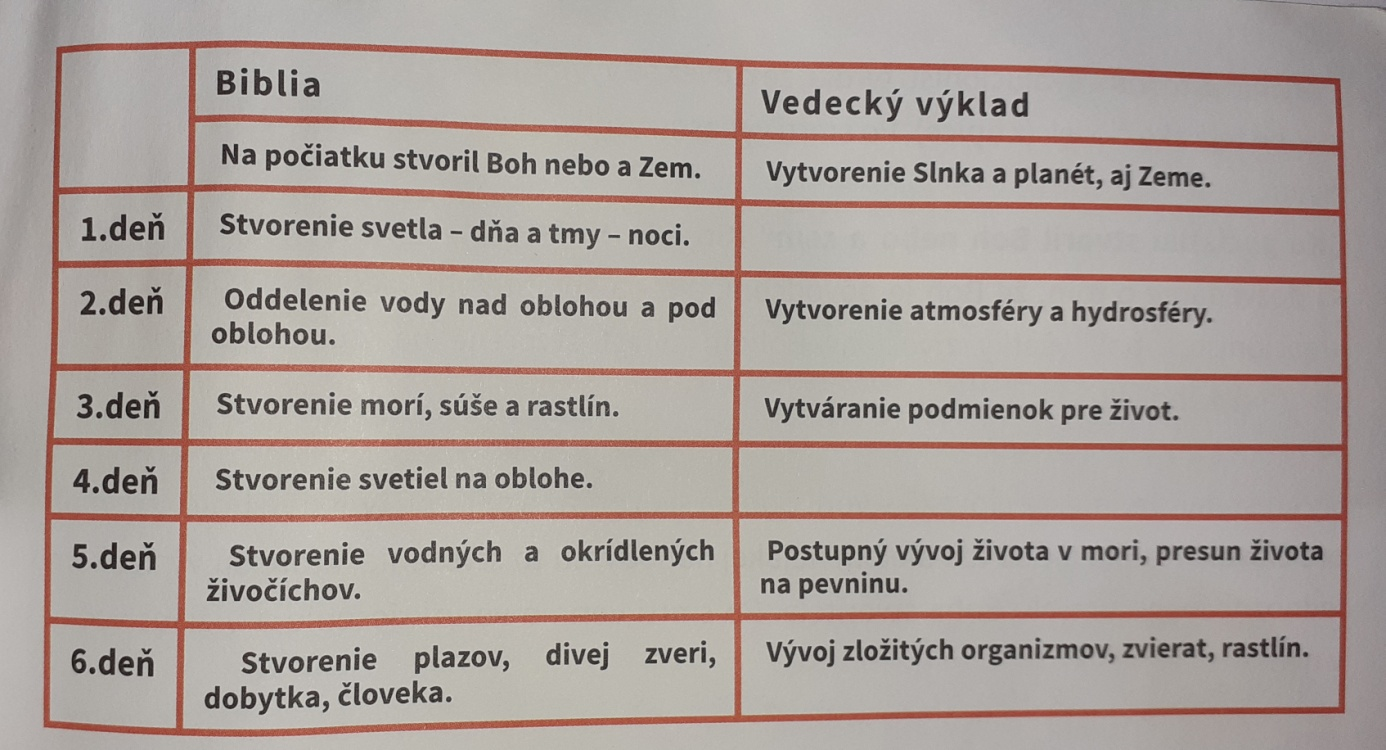 Biblia
Vedecký výklad
Na počiatku stvoril Boh nebo a Zem.
Vytvorenie Slnka a planét, aj Zeme.
1.deň
Stvorenie svetla – dňa a tmy – noci.
2.deň
Oddelenie vody nad oblohou a pod
oblohou.
Vytvorenie atmosféry a hydrosféry.
3.deň
Stvorenie morí, súše a rastlín.
Vytváranie podmienok pre život.
4.deň
Stvorenie svetiel na oblohe.
5.deň
Stvorenie vodných a okrídlených
živočíchov.
Postupný vývoj života v mori, presun života
na pevninu.
6.deň
Stvorenie plazov, divej zveri,
dobytka, človeka.
Vývoj zložitých organizmov, zvierat, rastlín.